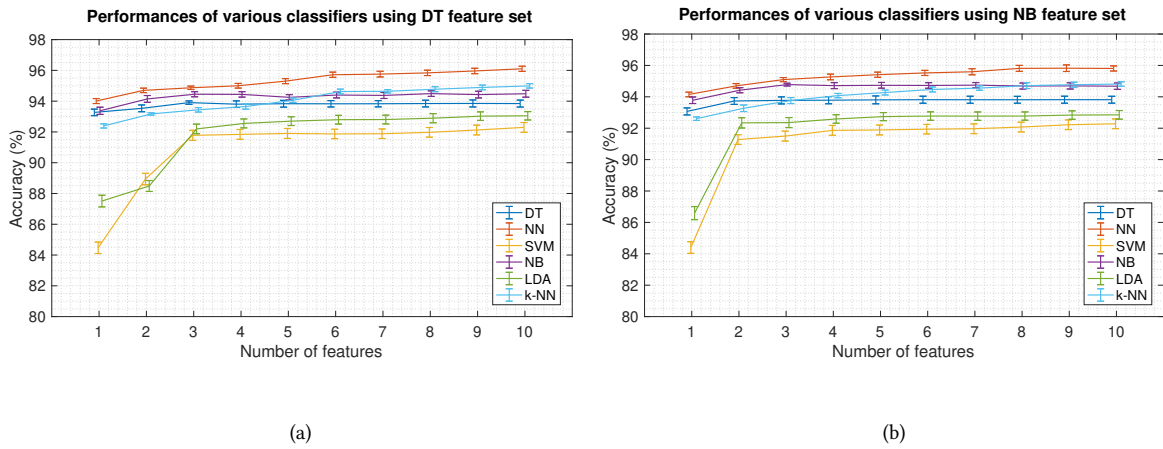 Performances of various classifiers using DT feature set
98
96
94
92
90
88
86
84
82
80
Accuracy (%)
1 2 3 4 5 6 7 8 9 10
Number of features
DT
NN
SVM
NB
LDA
k-NN
(a)
Performances of various classifiers using NB feature set
98
96
94
92
90
88
86
84
82
80
Accuracy (%)
1 2 3 4 5 6 7 8 9 10
Number of features
DT
NN
SVM
NB
LDA
k-NN
(b)